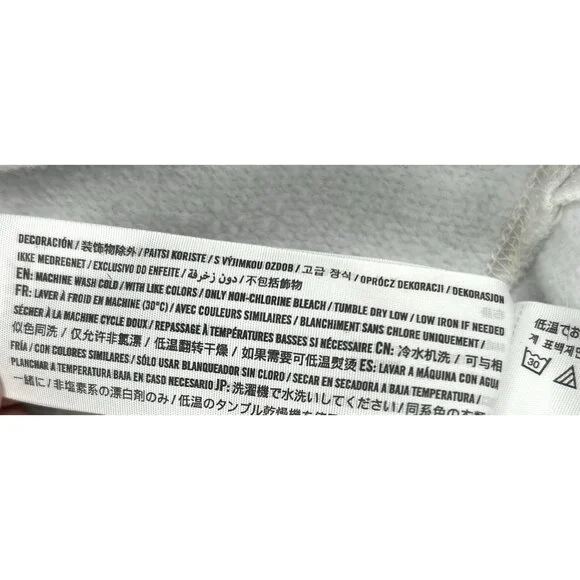 DECORACIÓN / 装饰物除外 / PAITSI KORISTE / S VÝJIMKOU OZDOB / 고급 장식 / OPRÓCZ DEKORACJI / DEKORASJON
IKKE MEDREGNET / EXCLUSIVO DO ENFEITE / دون زخرفة / 不包括飾物
EN: MACHINE WASH COLD / WITH LIKE COLORS / ONLY NON-CHLORINE BLEACH / TUMBLE DRY LOW / LOW IRON IF NEEDED
FR: LAVER À FROID EN MACHINE (30°C) / AVEC COULEURS SIMILAIRES / BLANCHIMENT SANS CHLORE UNIQUEMENT /
SÉCHER À LA MACHINE CYCLE DOUX / REPASSAGE À TEMPÉRATURES BASSES SI NÉCESSAIRE CN: 冷水机洗 / 可与相
似色同洗 / 仅允许非氯漂 / 低温翻转干燥 / 如果需要可低温熨烫 ES: LAVAR A MÁQUINA CON AGUA
FRÍA / CON COLORES SIMILARES / SÓLO USAR BLANQUEADOR SIN CLORO / SECAR EN SECADORA A BAJA TEMPERATURA /
PLANCHAR A TEMPERATURA BAJA EN CASO NECESARIO JP: 洗濯機で水洗いしてください / 同系色の
一緒に / 非塩素系の漂白剤のみ / 低温のタンブル乾燥機を使
低温でお
30